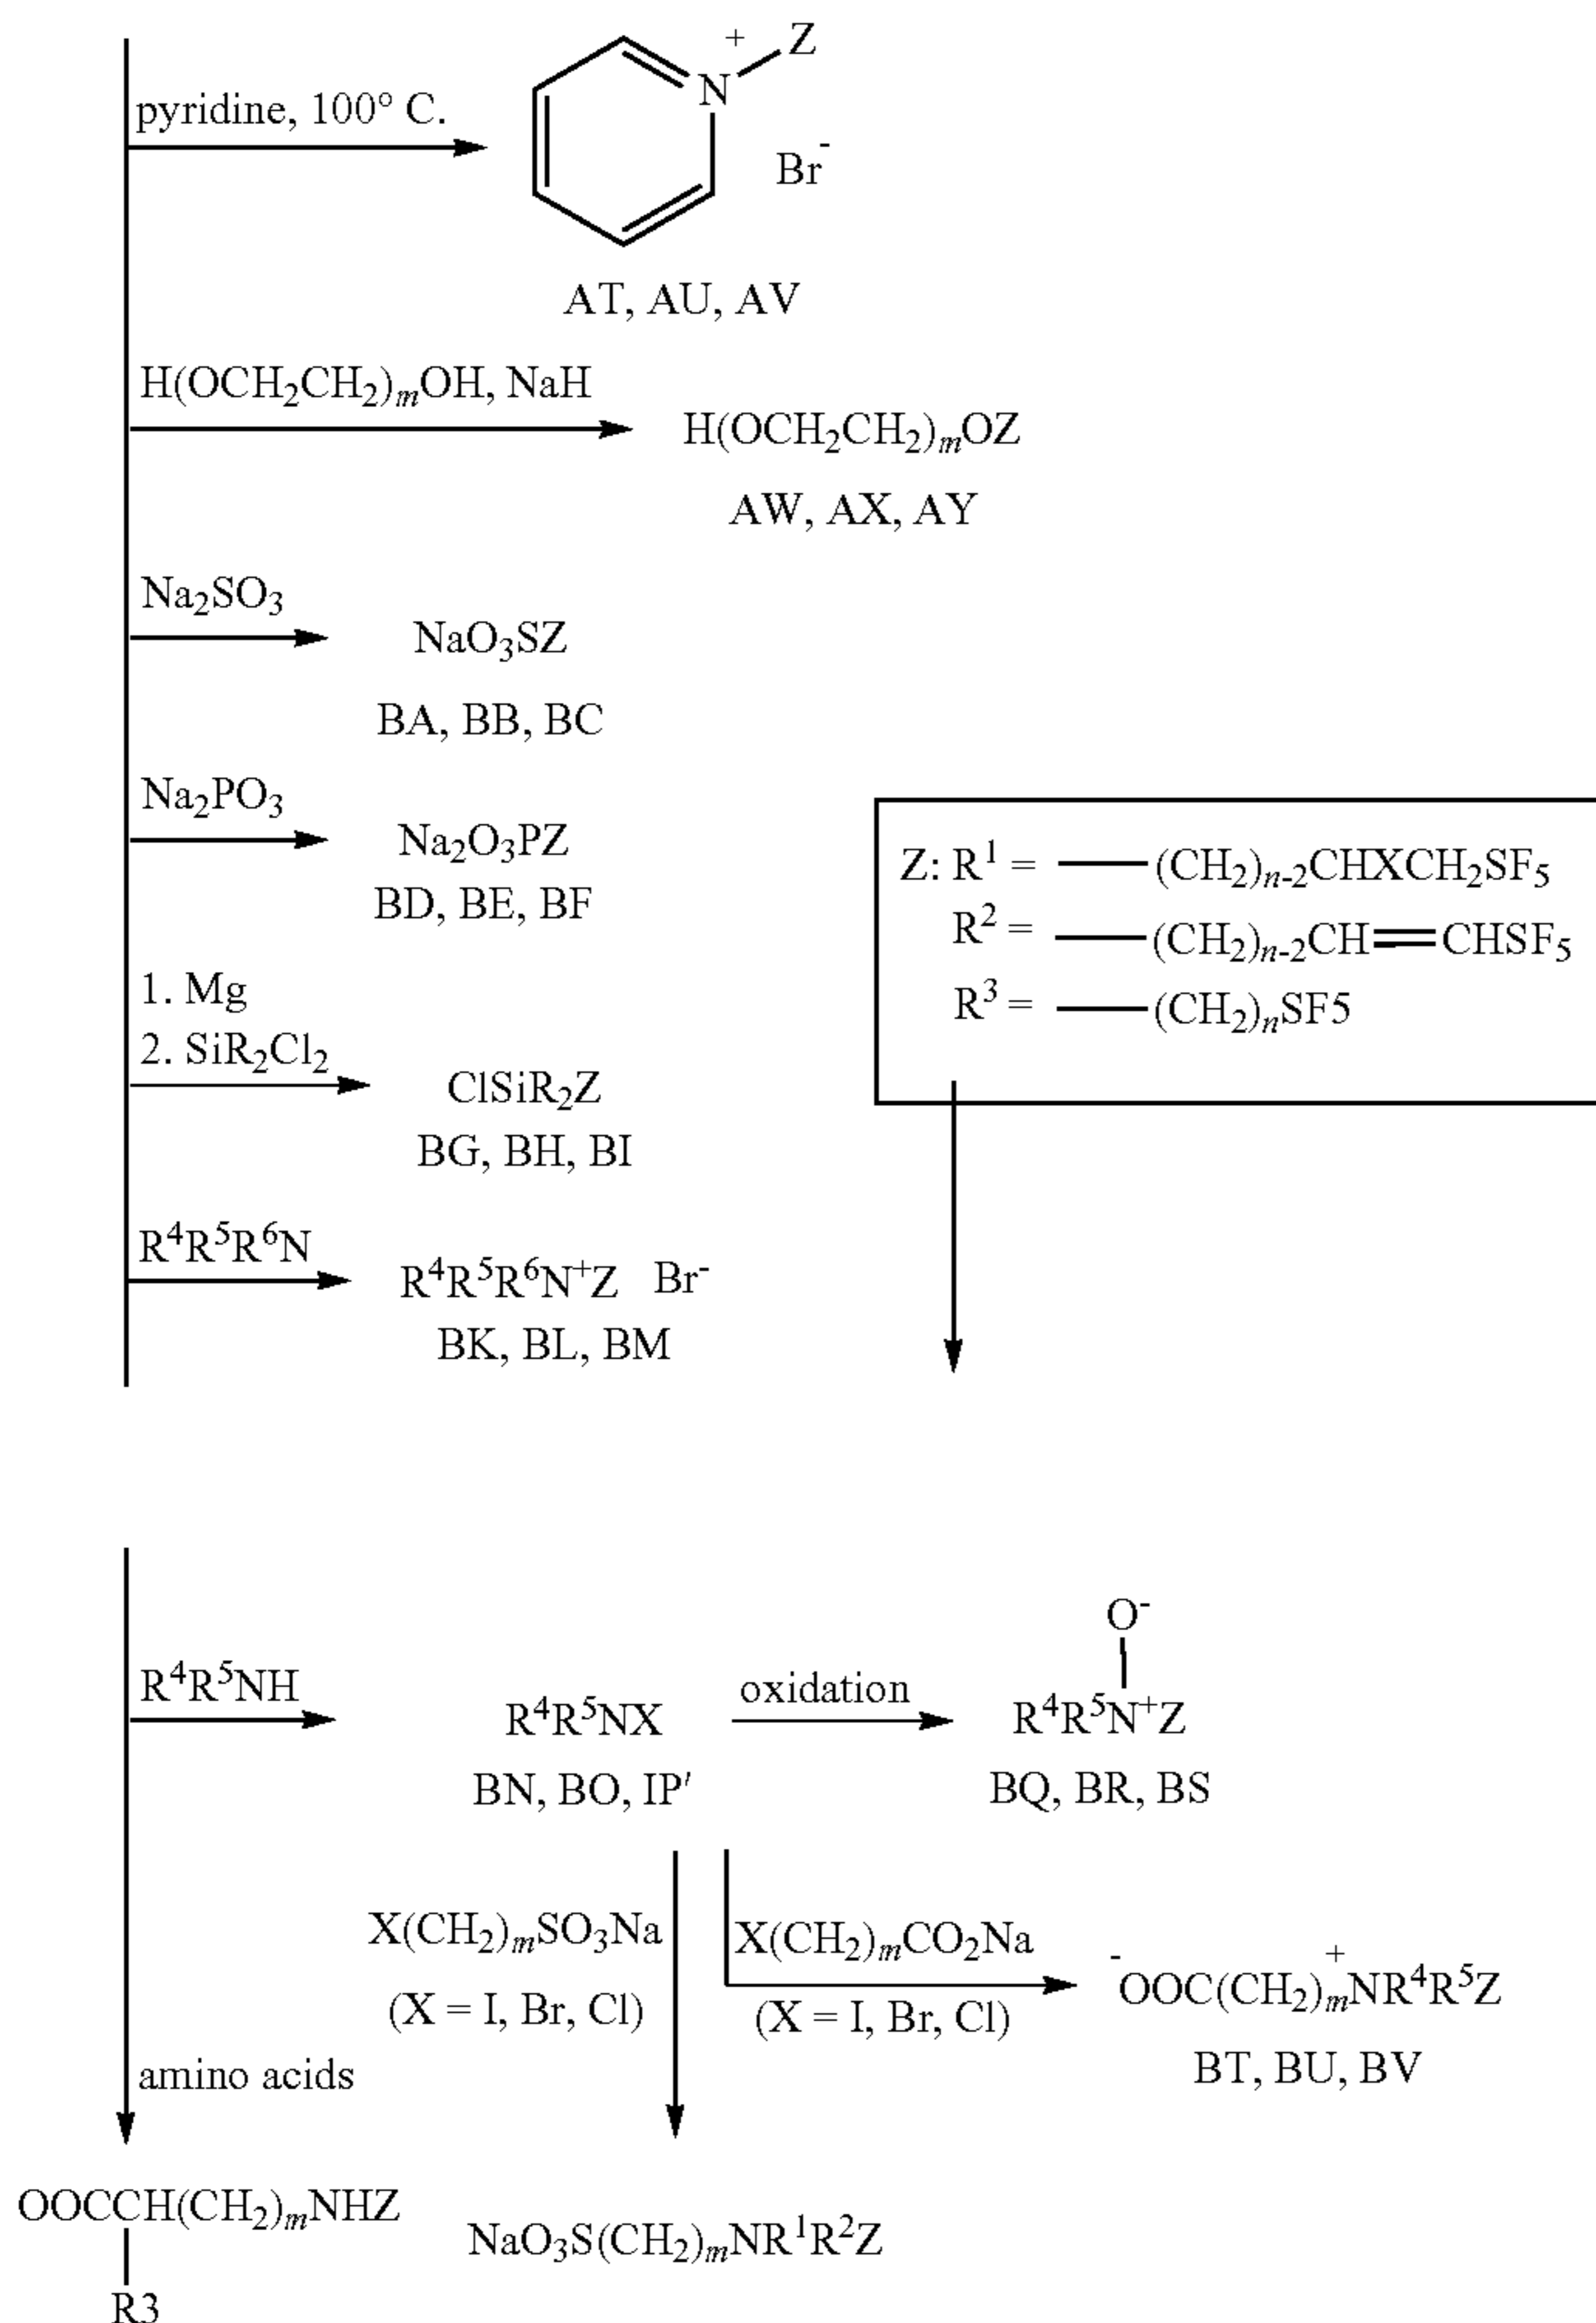 +
Z
N
pyridine, 100° C.
Br⁻
AT, AU, AV
H(OCH₂CH₂)ₘOH, NaH
H(OCH₂CH₂)ₘOZ
AW, AX, AY
Na₂SO₃
NaO₃SZ
BA, BB, BC
Na₂PO₃
Na₂O₃PZ
BD, BE, BF
Z: R¹ = —(CH₂)ₙ₋₂CHXCH₂SF₅
R² = —(CH₂)ₙ₋₂CH=CHSF₅
R³ = —(CH₂)ₙSF5
1. Mg
2. SiR₂Cl₂
ClSiR₂Z
BG, BH, BI
R⁴R⁵R⁶N
R⁴R⁵R⁶N⁺Z Br⁻
BK, BL, BM
R⁴R⁵NH
R⁴R⁵NX
BN, BO, IP′
oxidation
O⁻
R⁴R⁵N⁺Z
BQ, BR, BS
X(CH₂)ₘSO₃Na
(X = I, Br, Cl)
X(CH₂)ₘCO₂Na
(X = I, Br, Cl)
- +
OOC(CH₂)ₘNR⁴R⁵Z
BT, BU, BV
amino acids
OOCCH(CH₂)ₘNHZ
R3
NaO₃S(CH₂)ₘNR¹R²Z